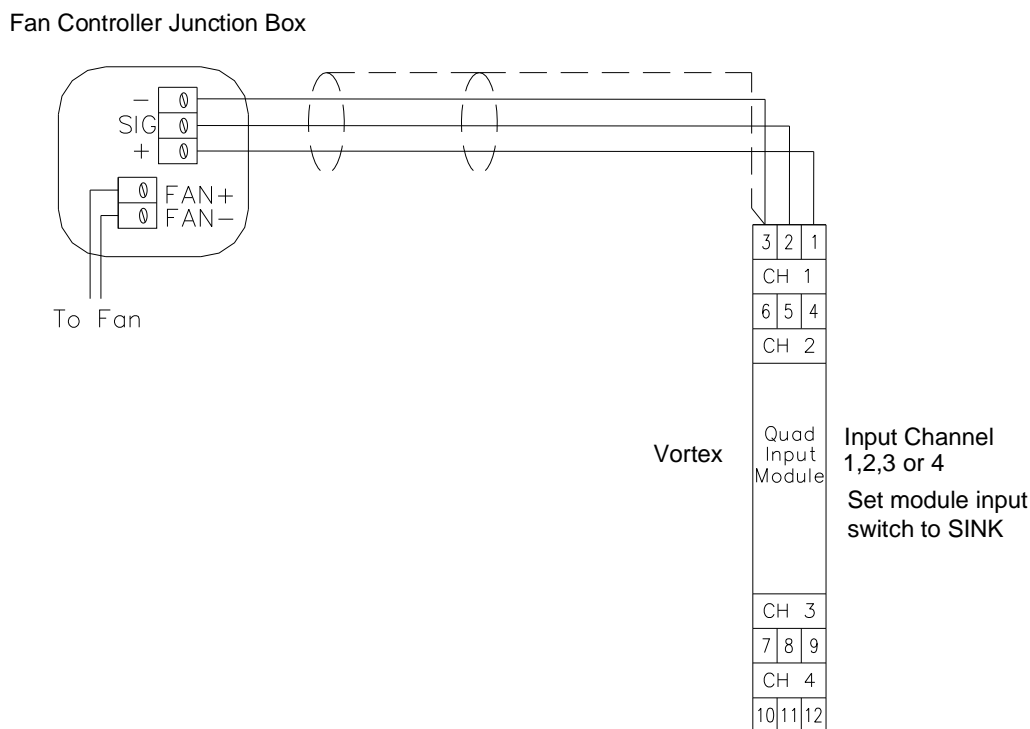 Fan Controller Junction Box
-
SIG
+
FAN+
FAN-
To Fan
3 2 1
CH 1
6 5 4
CH 2
Vortex
Quad
Input
Module
Input Channel
1,2,3 or 4
Set module input
switch to SINK
CH 3
7 8 9
CH 4
10 11 12